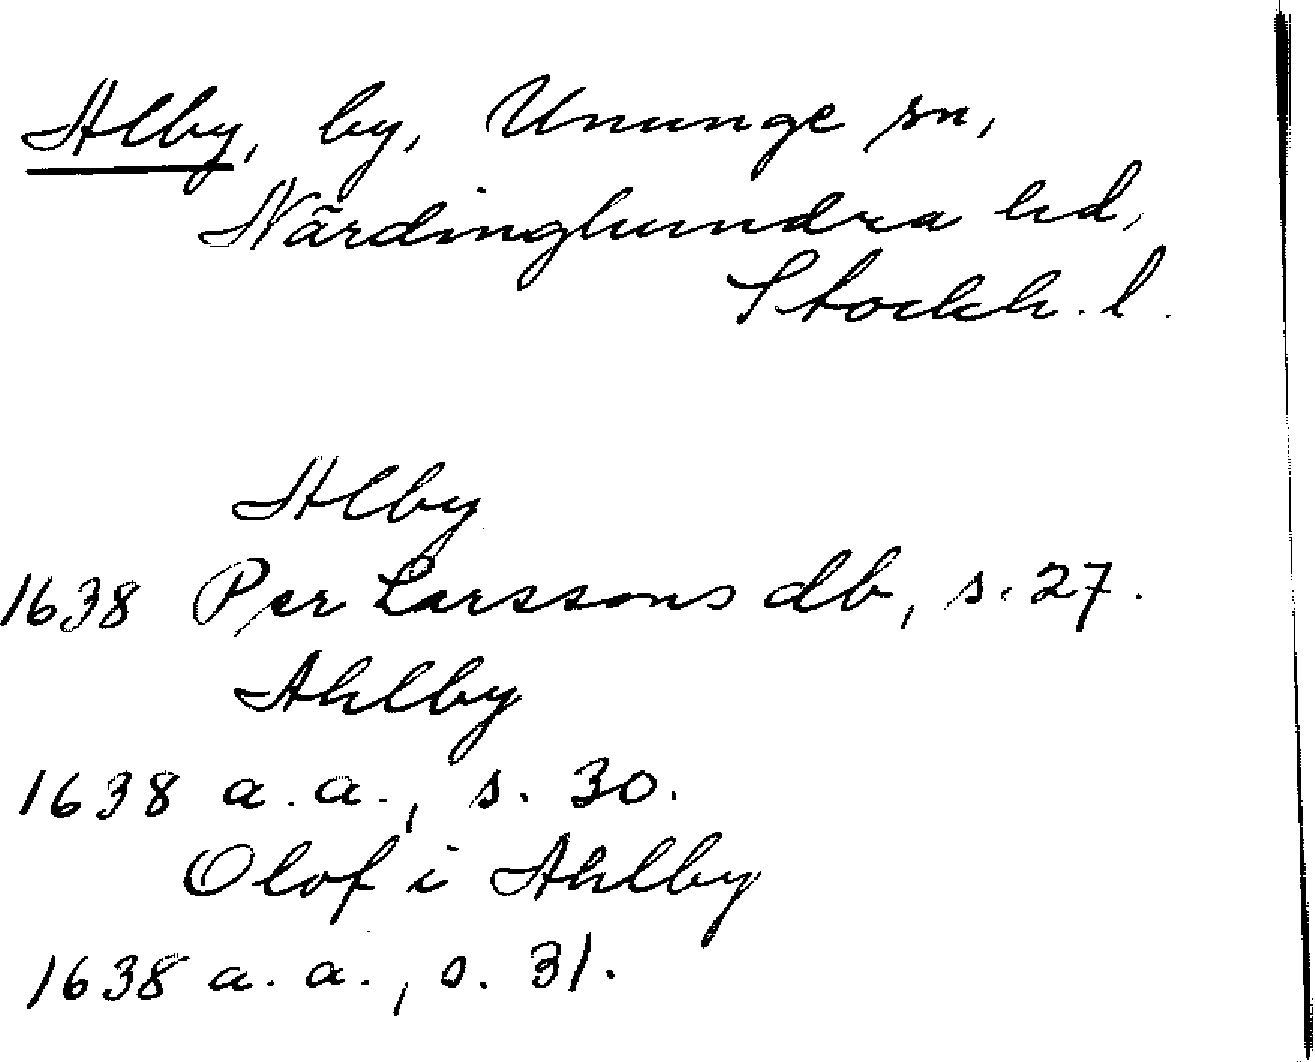 Alby, by, Ununge sn,
Närdinghundra hd,
Stockh. l.
Alby
1638 Per Larssons db, s. 27.
Ahlby
1638 a. a., s. 30.
Olof i Ahlby
1638 a. a., s. 31.